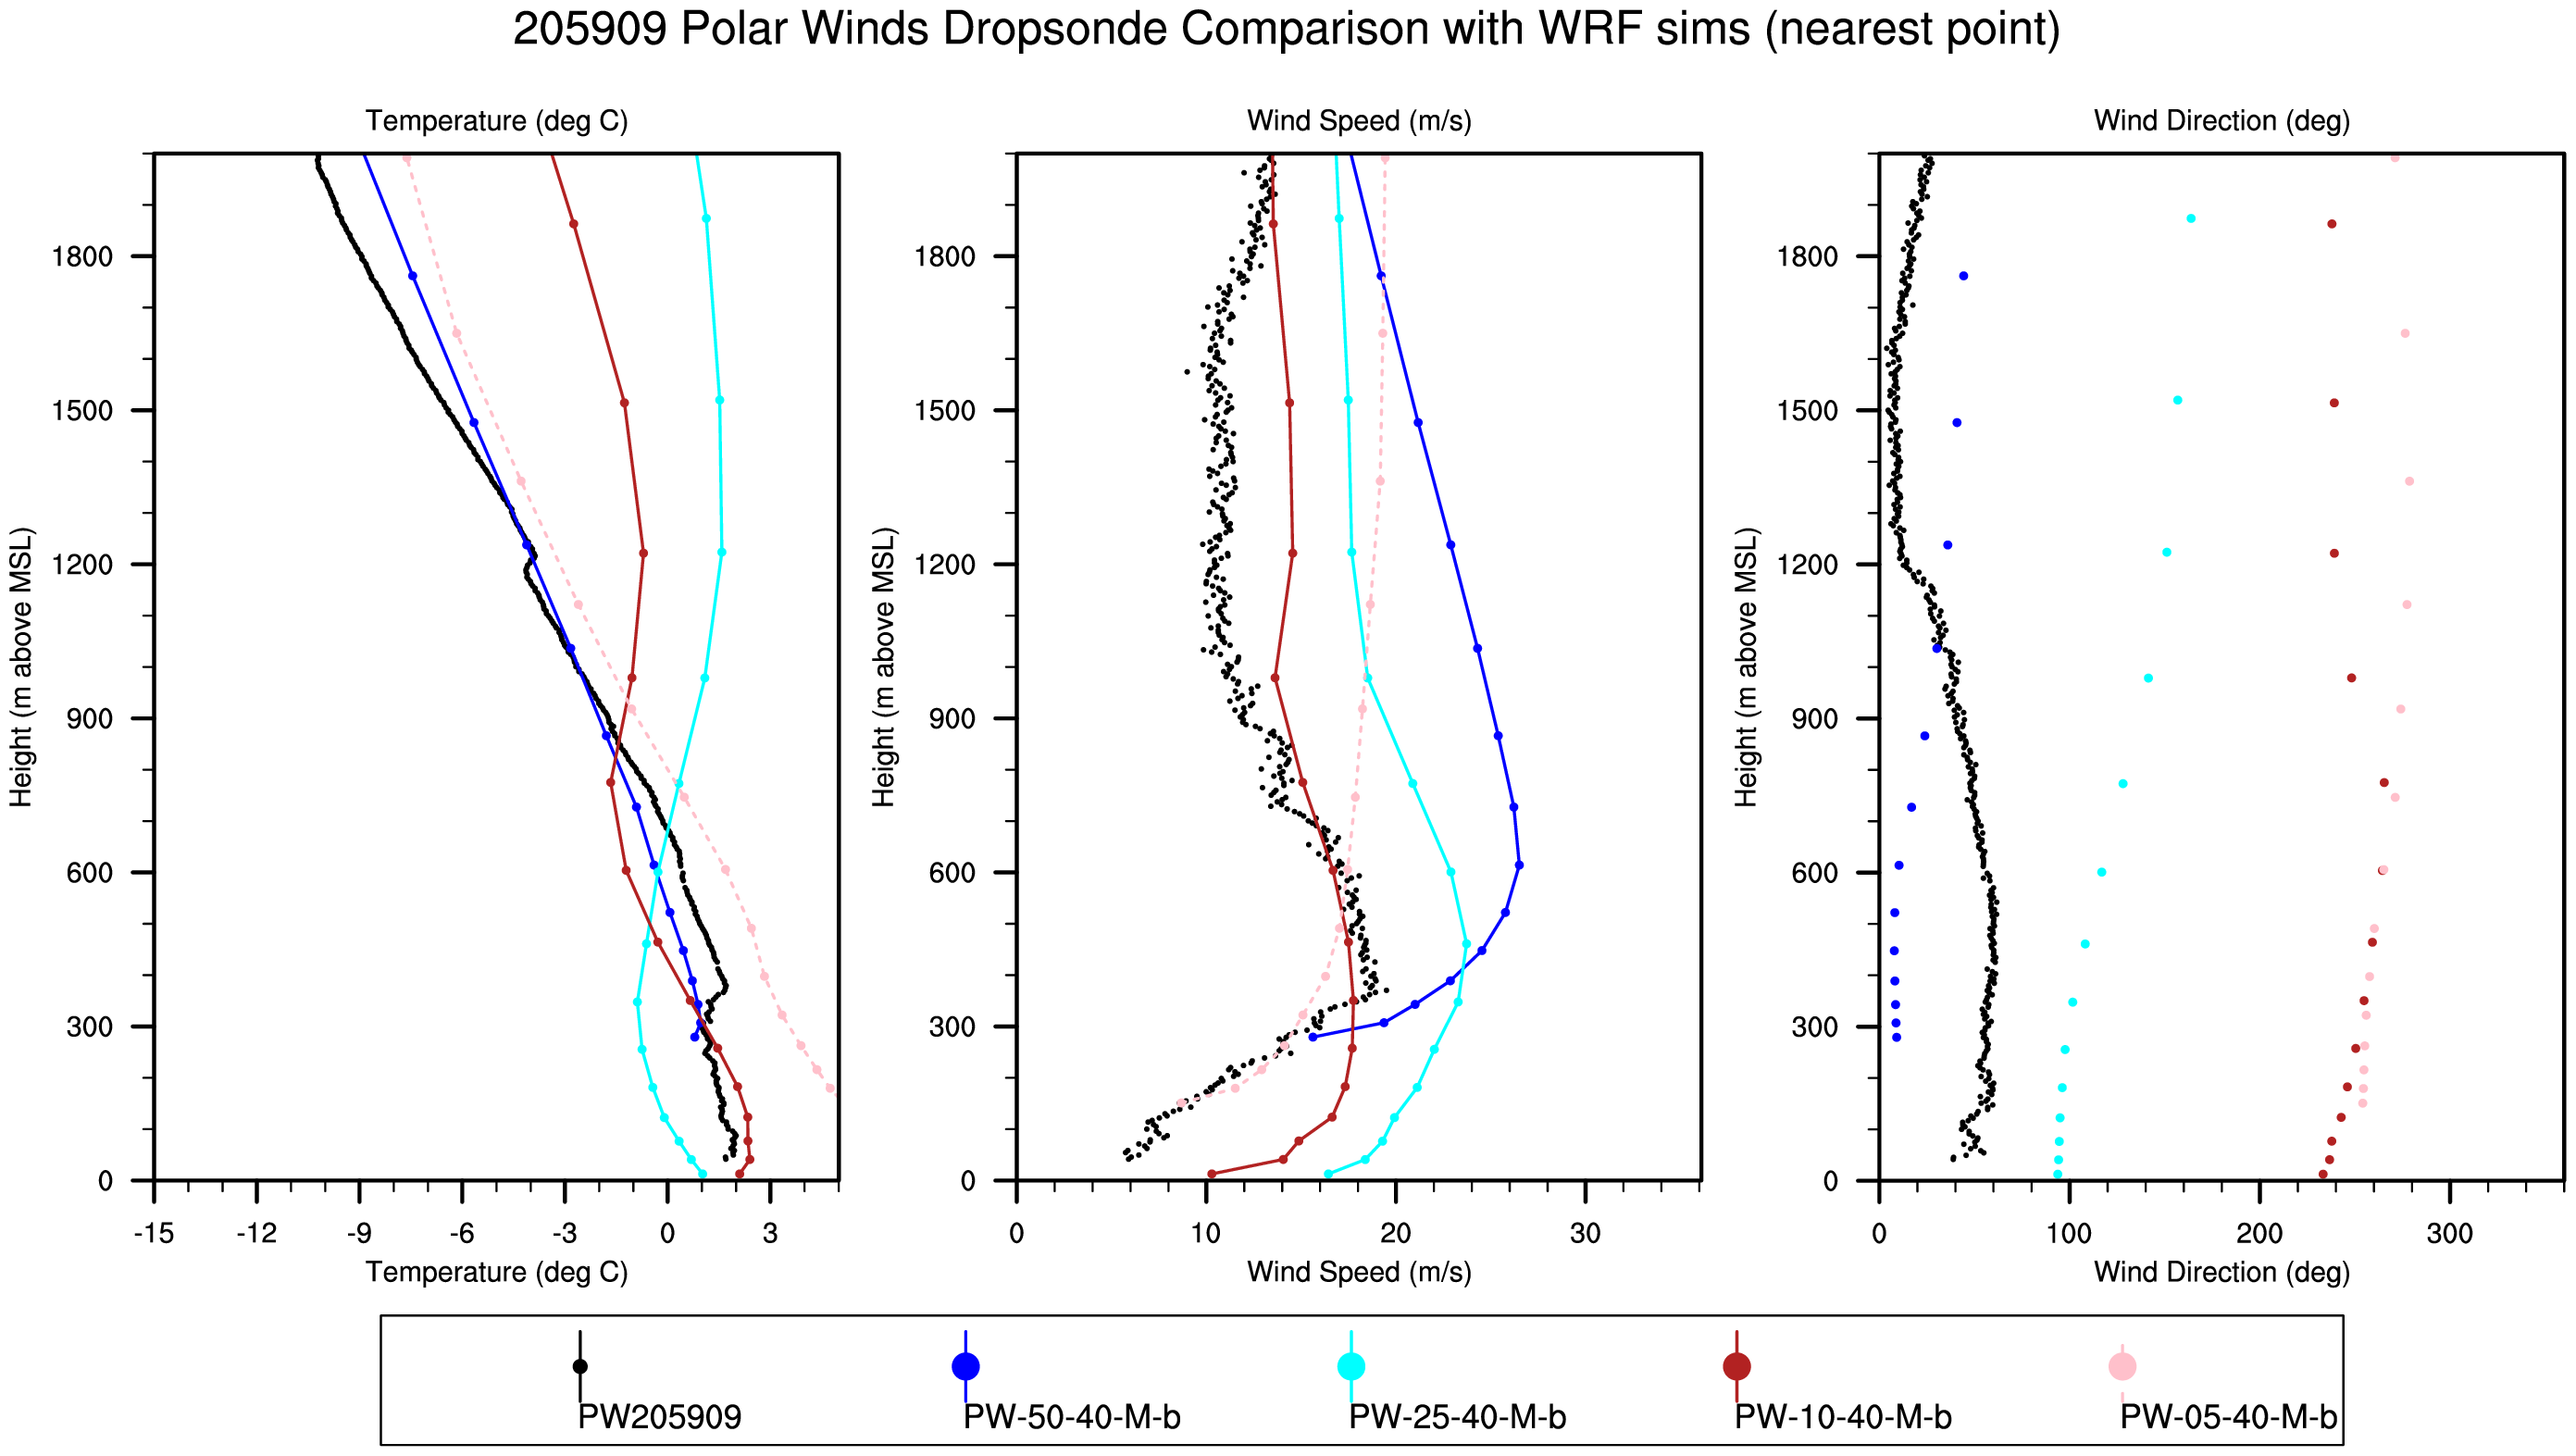 205909 Polar Winds Dropsonde Comparison with WRF sims (nearest point)
Temperature (deg C)
Wind Speed (m/s)
Wind Direction (deg)
Height (m above MSL)
1800
1500
1200
900
600
300
0
-15 -12 -9 -6 -3 0 3
Temperature (deg C)
Height (m above MSL)
1800
1500
1200
900
600
300
0
0 10 20 30
Wind Speed (m/s)
Height (m above MSL)
1800
1500
1200
900
600
300
0
0 100 200 300
Wind Direction (deg)
PW205909
PW-50-40-M-b
PW-25-40-M-b
PW-10-40-M-b
PW-05-40-M-b